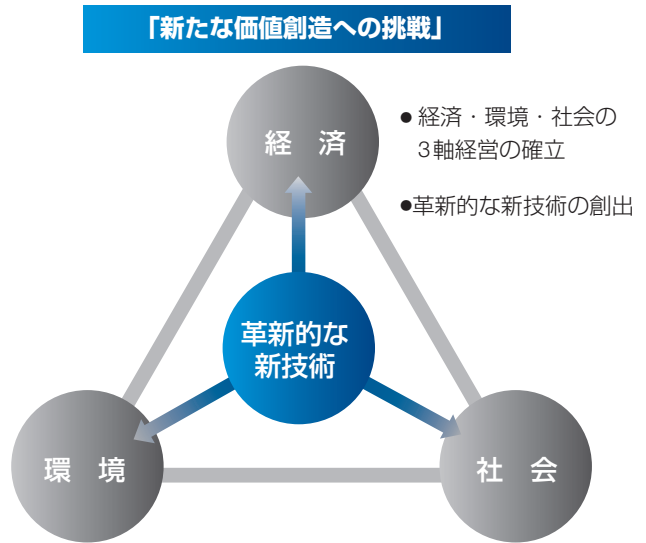 「新たな価値創造への挑戦」
経 済
● 経済・環境・社会の
3軸経営の確立
●革新的な新技術の創出
革新的な
新技術
環 境
社 会